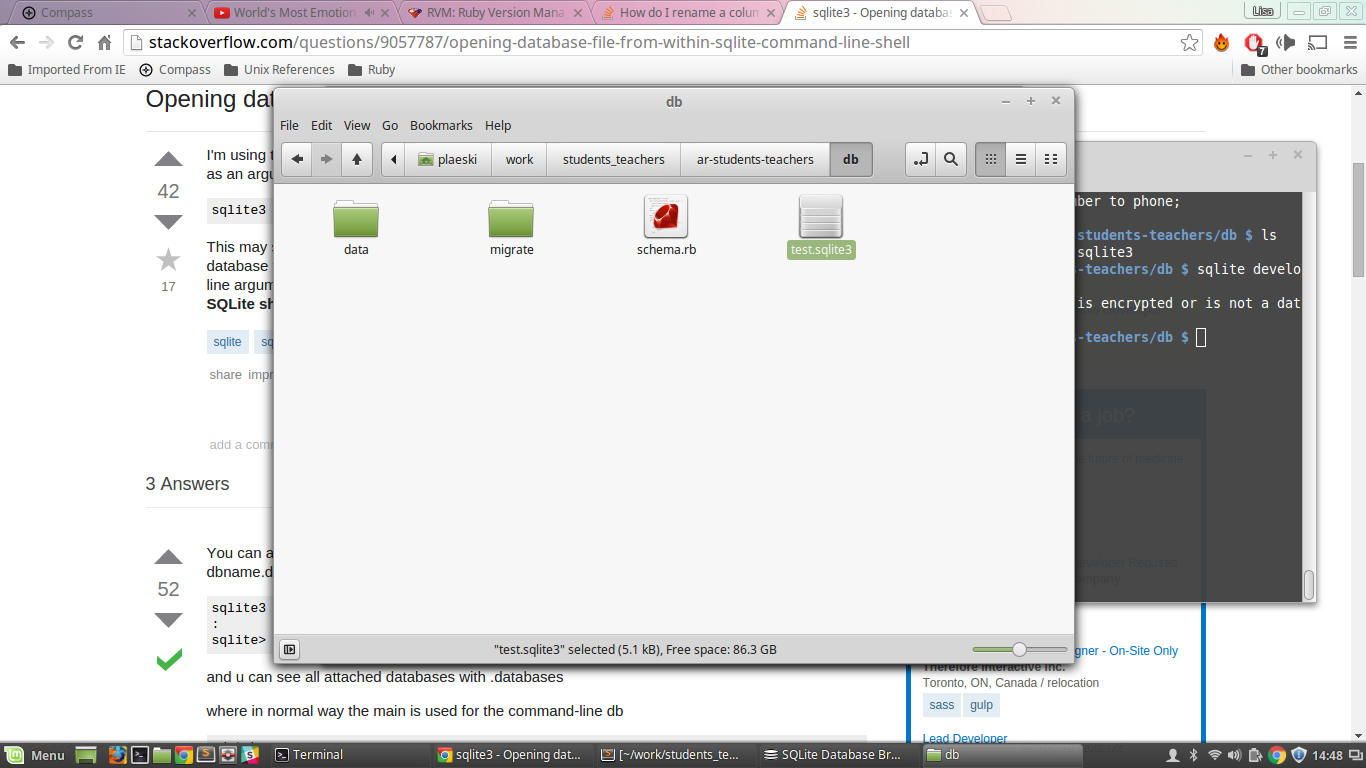 Compass
World's Most Emotion
RVM: Ruby Version Mana
How do I rename a colum
sqlite3 - Opening databas
Lisa
stackoverflow.com/questions/9057787/opening-database-file-from-within-sqlite-command-line-shell
7
Imported From IE
Compass
Unix References
Ruby
Other bookmarks
Opening dat
db
File Edit View Go Bookmarks Help
plaeski
work
students_teachers
ar-students-teachers
db
42
I'm using t
as an argu
sqlite3
This may s
database
line argum
SQLite sh
17
sqlite
sq
share impr
add a com
data
migrate
schema.rb
test.sqlite3
ber to phone;
students-teachers/db $ ls
sqlite3
-teachers/db $ sqlite develo
is encrypted or is not a dat
-teachers/db $
a job?
future of medicine
3 Answers
52
You can a
dbname.d
sqlite3
:
sqlite>
"test.sqlite3" selected (5.1 kB), Free space: 86.3 GB
and u can see all attached databases with .databases
where in normal way the main is used for the command-line db
gner - On-Site Only
Therefore Interactive Inc.
Toronto, ON, Canada / relocation
sass
gulp
Lead Developer
Menu
Terminal
sqlite3 - Opening dat...
[~/work/students_te...
SQLite Database Br...
db
14:48